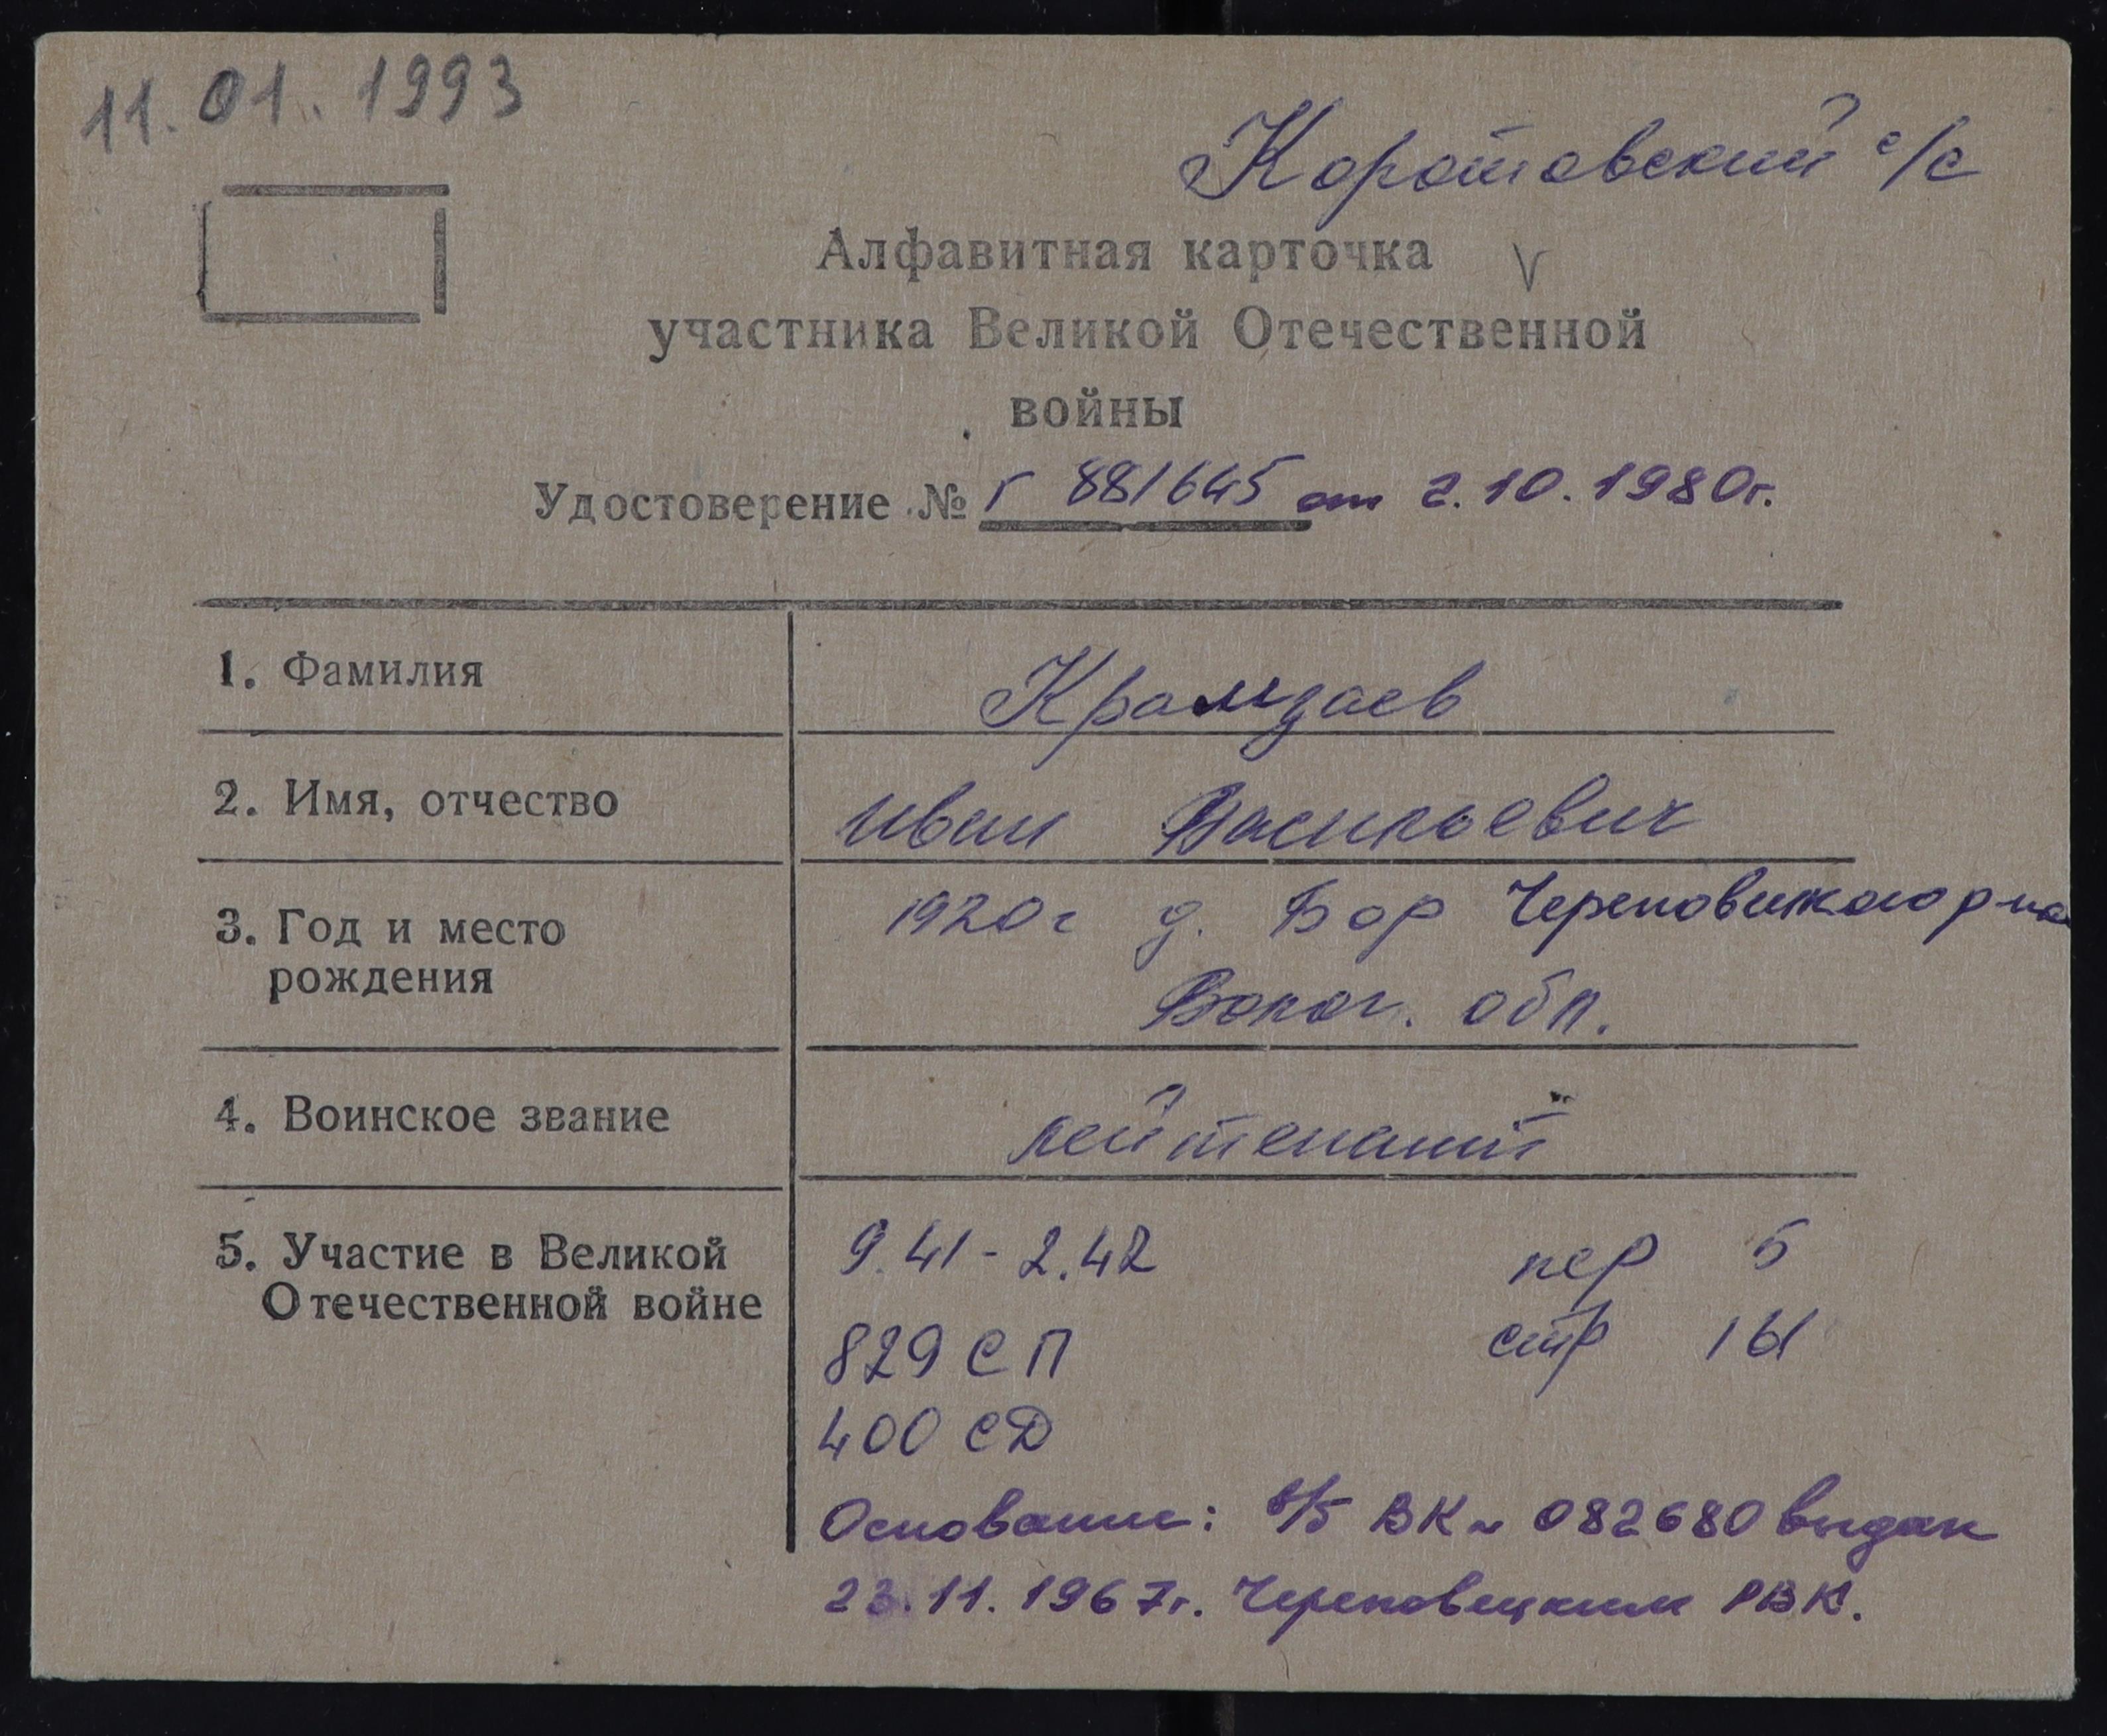 11.01.1993
Коротовский с/с
Алфавитная карточка V
участника Великой Отечественной
войны
Удостоверение № Г 881645 от 2.10.1980г.
1. Фамилия Крамзаев
2. Имя, отчество Иван Васильевич
3. Год и место 1920г д. Бор Череповецкого р-на
рождения Волог. обл.
4. Воинское звание лейтенант
5. Участие в Великой 9.41-2.42 пер 5
Отечественной войне стр 161
829 СП
400 СД
Основание: в/б ВК № 082680 выдан
23.11.1967г. Череповецким РВК.